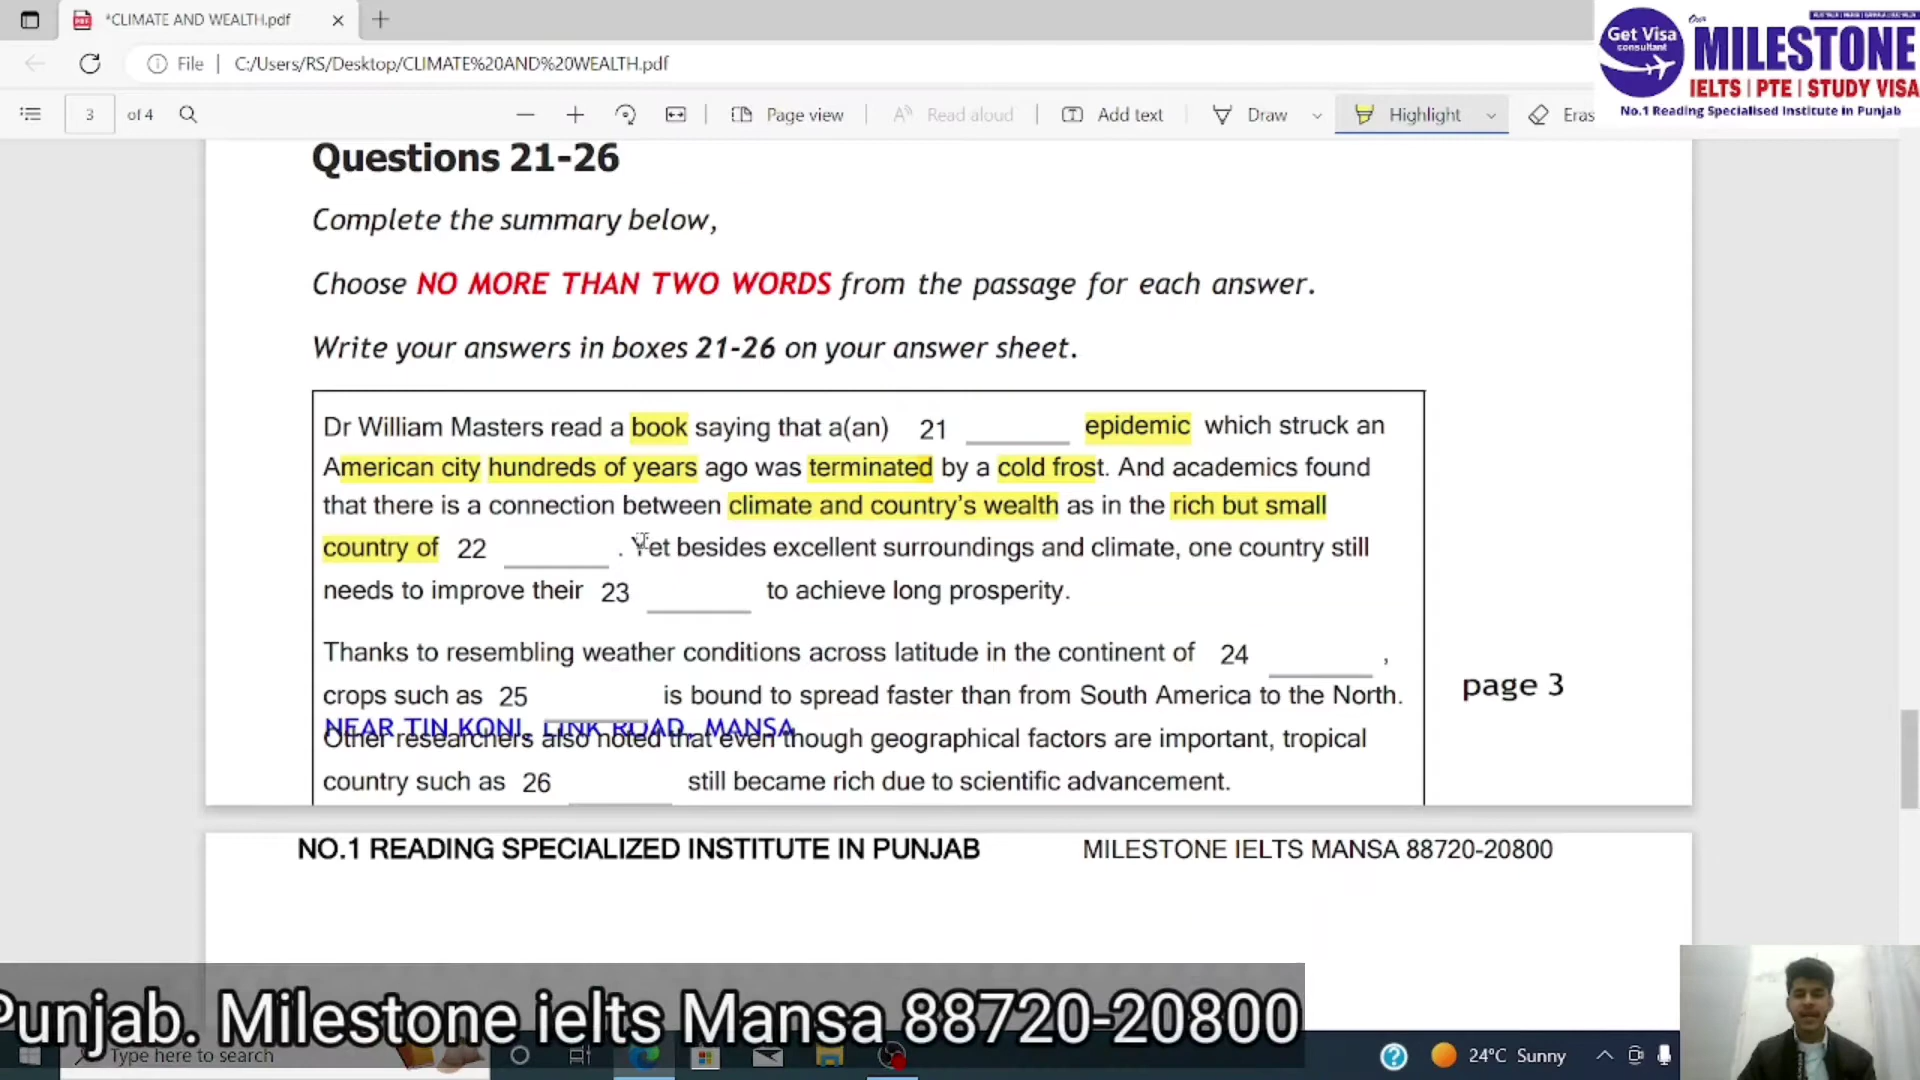 *CLIMATE AND WEALTH.pdf
File | C:/Users/RS/Desktop/CLIMATE%20AND%20WEALTH.pdf
Get Visa
consultant
Our
MILESTONE
IELTS | PTE | STUDY VISA
No.1 Reading Specialised Institute in Punjab
3 of 4 Page view Read aloud Add text Draw Highlight Eras
Questions 21-26
Complete the summary below,
Choose NO MORE THAN TWO WORDS from the passage for each answer.
Write your answers in boxes 21-26 on your answer sheet.
Dr William Masters read a book saying that a(an) 21 ________ epidemic which struck an
American city hundreds of years ago was terminated by a cold frost. And academics found
that there is a connection between climate and country's wealth as in the rich but small
country of 22 ________ . Yet besides excellent surroundings and climate, one country still
needs to improve their 23 ________ to achieve long prosperity.
Thanks to resembling weather conditions across latitude in the continent of 24 ________ ,
crops such as 25 ________ is bound to spread faster than from South America to the North.
page 3
NEAR TIN KONI, LINK ROAD, MANSA
Other researchers also noted that even though geographical factors are important, tropical
country such as 26 ________ still became rich due to scientific advancement.
NO.1 READING SPECIALIZED INSTITUTE IN PUNJAB MILESTONE IELTS MANSA 88720-20800
Punjab. Milestone ielts Mansa 88720-20800
Type here to search
24°C Sunny